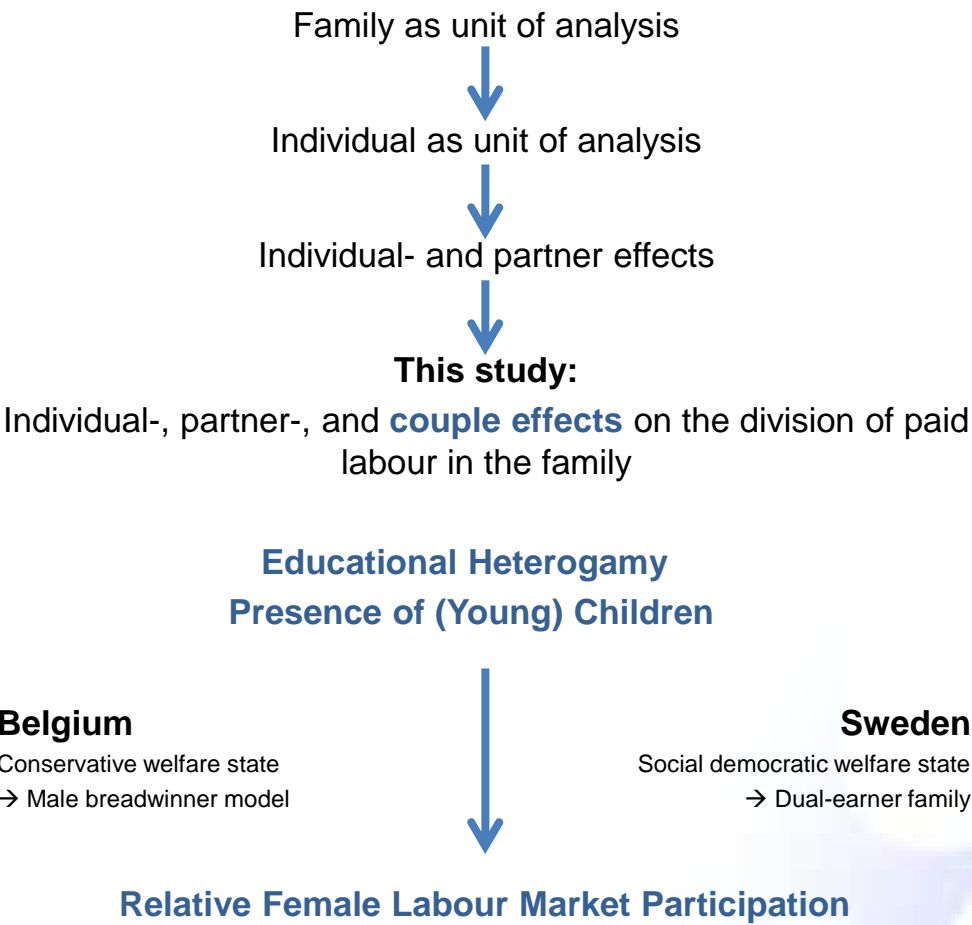 Family as unit of analysis
Individual as unit of analysis
Individual- and partner effects
This study:
Individual-, partner-, and couple effects on the division of paid
labour in the family
Educational Heterogamy
Presence of (Young) Children
Belgium
Conservative welfare state
→ Male breadwinner model
Sweden
Social democratic welfare state
→ Dual-earner family
Relative Female Labour Market Participation